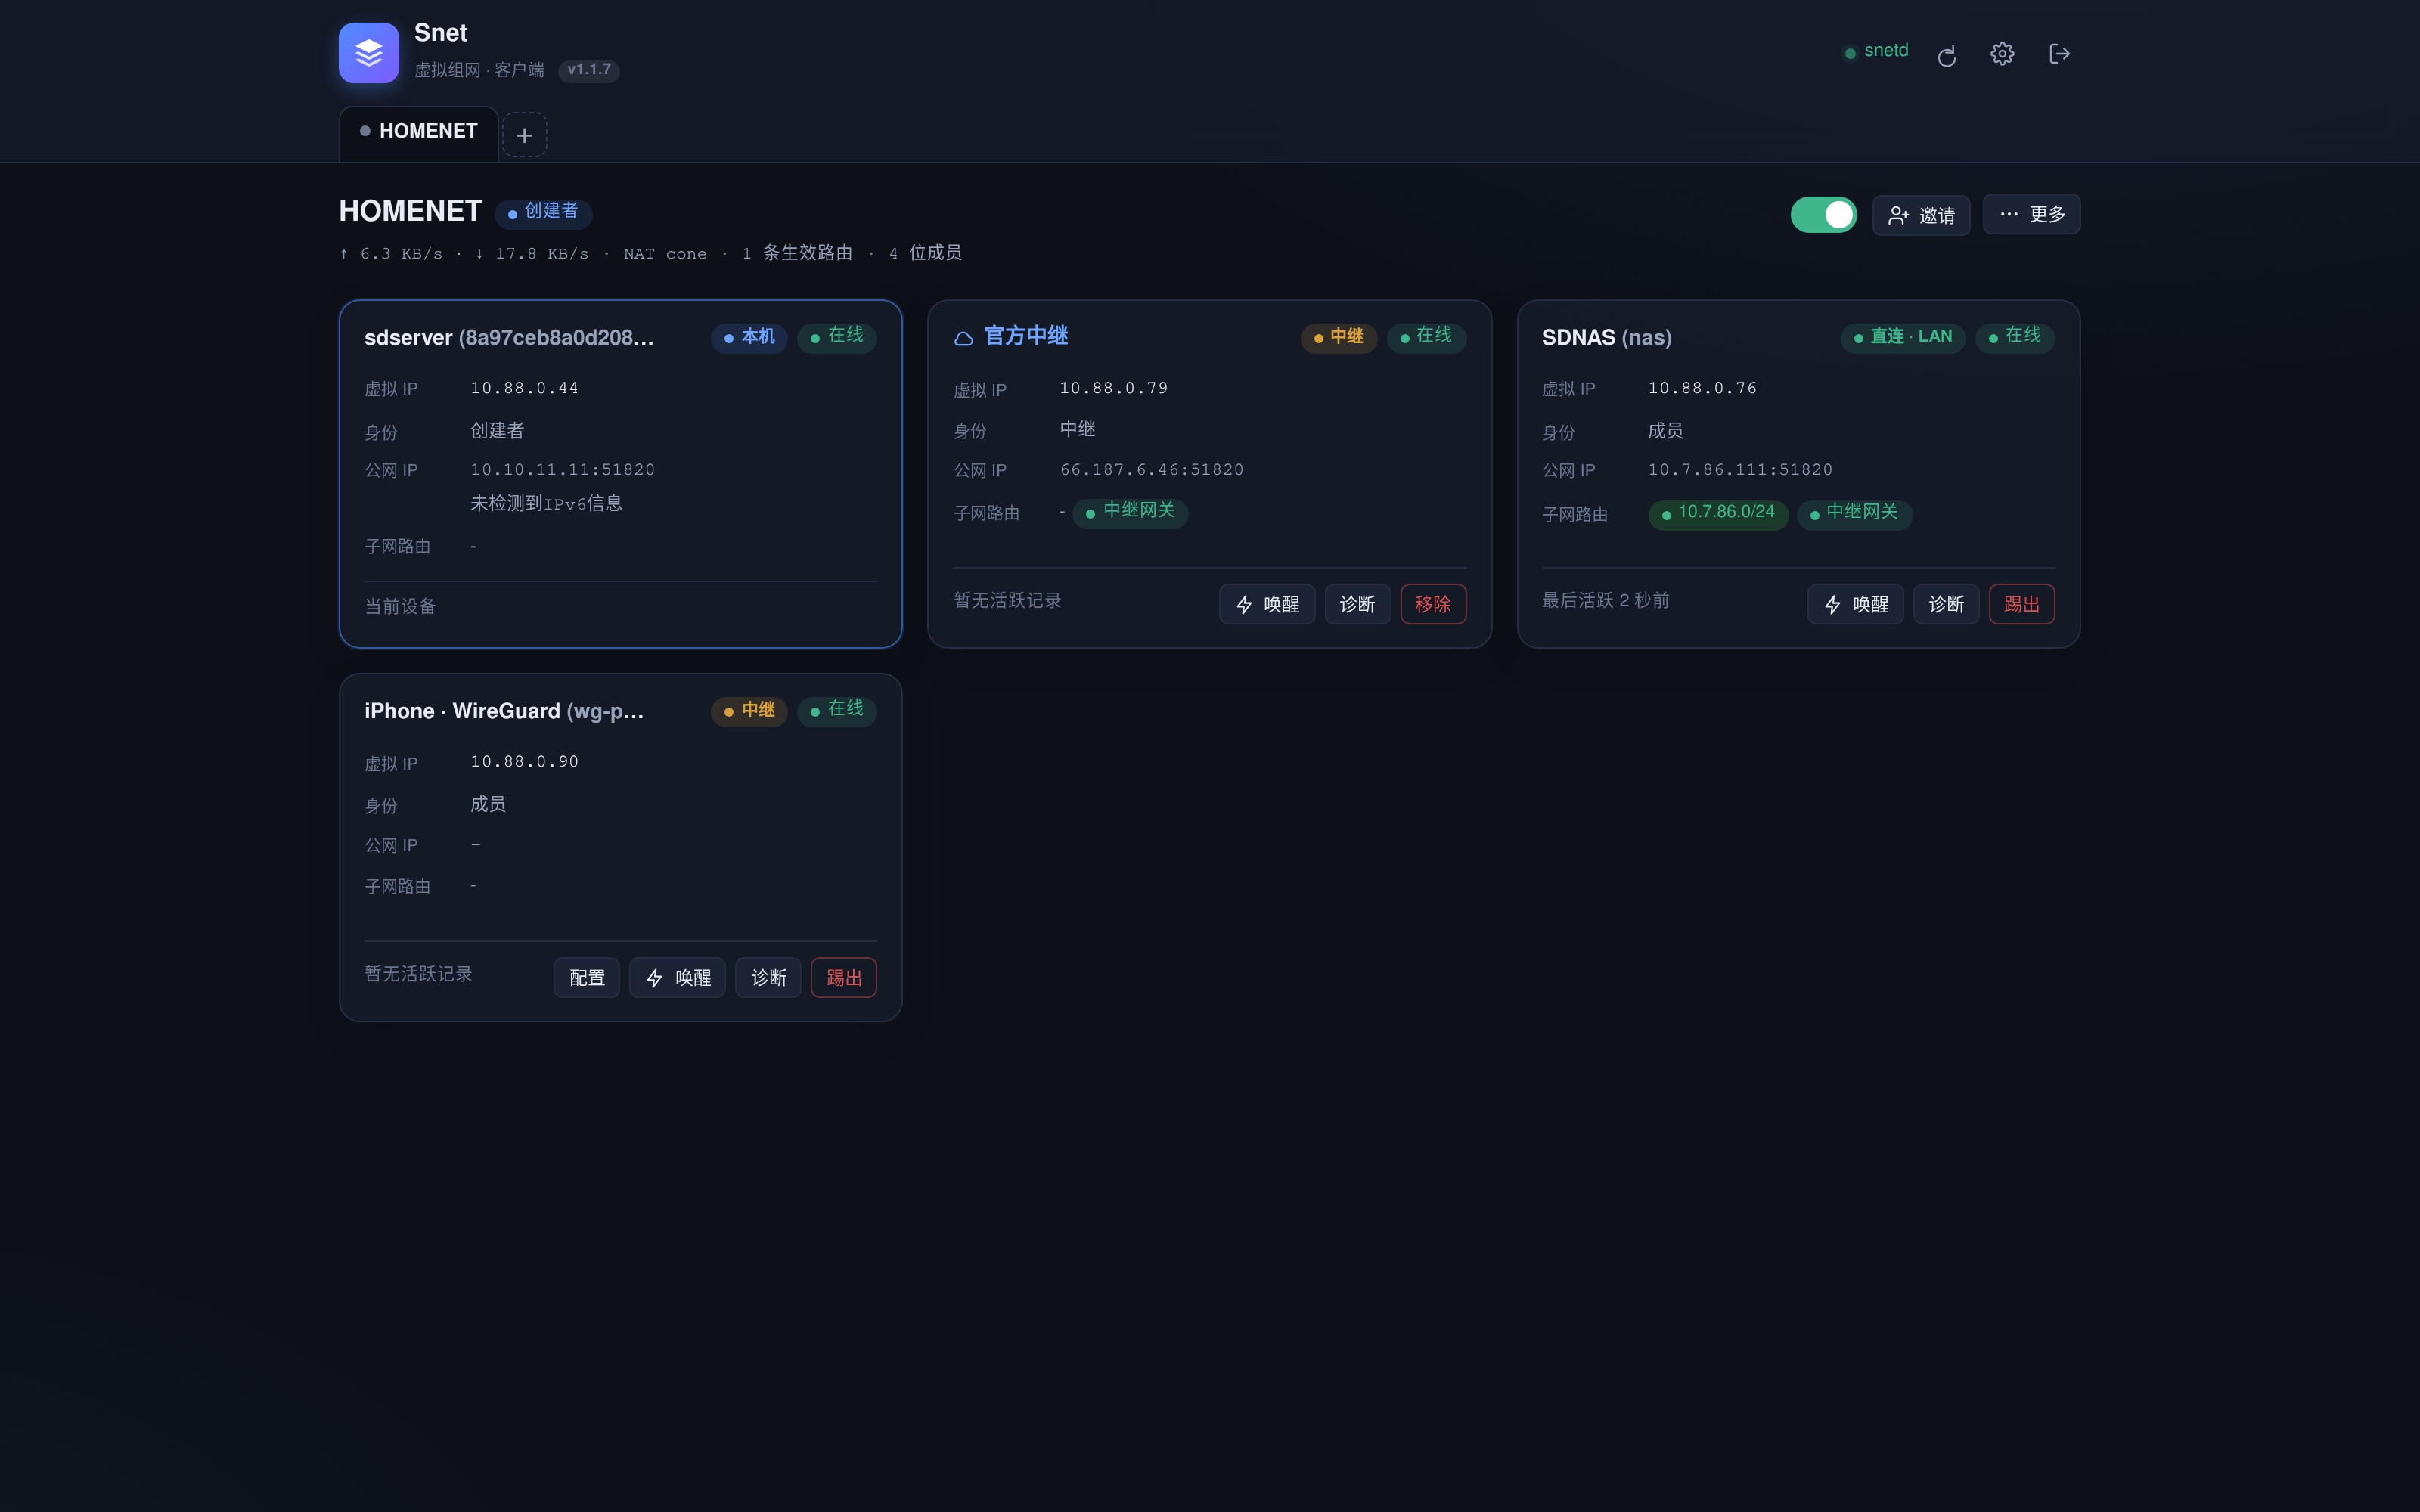 Snet
虚拟组网 · 客户端 v1.1.7
snetd
HOMENET
+
HOMENET 创建者
邀请
··· 更多
↑ 6.3 KB/s · ↓ 17.8 KB/s · NAT cone · 1 条生效路由 · 4 位成员
sdserver (8a97ceb8a0d208... 本机 在线
虚拟 IP 10.88.0.44
身份 创建者
公网 IP 10.10.11.11:51820
未检测到IPv6信息
子网路由 -
当前设备
官方中继 中继 在线
虚拟 IP 10.88.0.79
身份 中继
公网 IP 66.187.6.46:51820
子网路由 - 中继网关
暂无活跃记录 唤醒 诊断 移除
SDNAS (nas) 直连 · LAN 在线
虚拟 IP 10.88.0.76
身份 成员
公网 IP 10.7.86.111:51820
子网路由 10.7.86.0/24 中继网关
最后活跃 2 秒前 唤醒 诊断 踢出
iPhone · WireGuard (wg-p... 中继 在线
虚拟 IP 10.88.0.90
身份 成员
公网 IP –
子网路由 -
暂无活跃记录 配置 唤醒 诊断 踢出